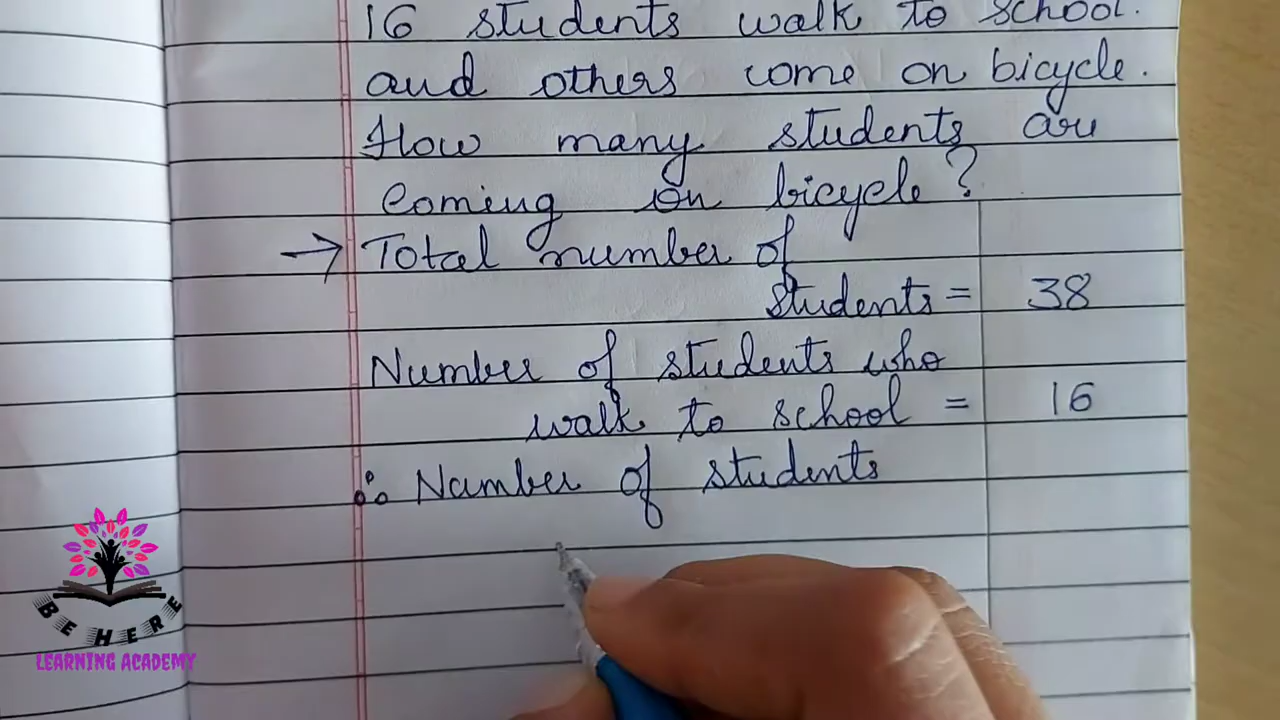 16 students walk to school.
and others come on bicycle.
How many students are
coming on bicycle?
→ Total number of
students = 38
Number of students who
walk to school = 16
∴ Number of students
BE HERE
LEARNING ACADEMY